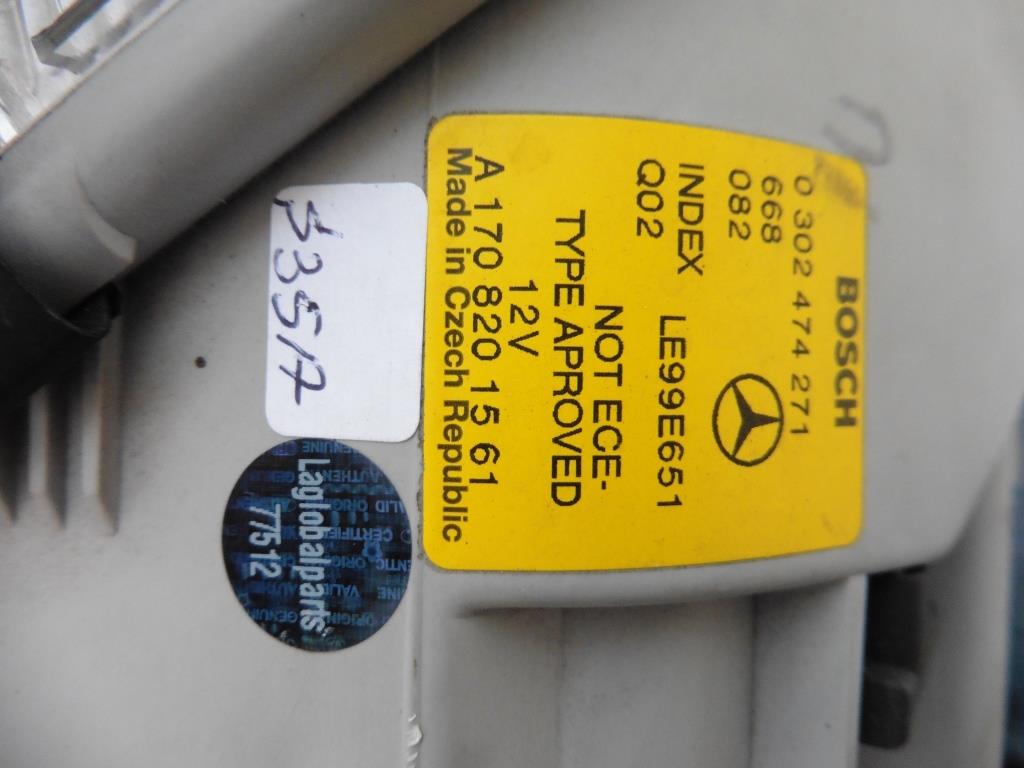 BOSCH
0 302 474 271
668
082
INDEX LE99E651
Q02
NOT ECE-
TYPE APPROVED
12V
A 170 820 15 61
Made in Czech Republic
S351A
Laglobalparts
77512